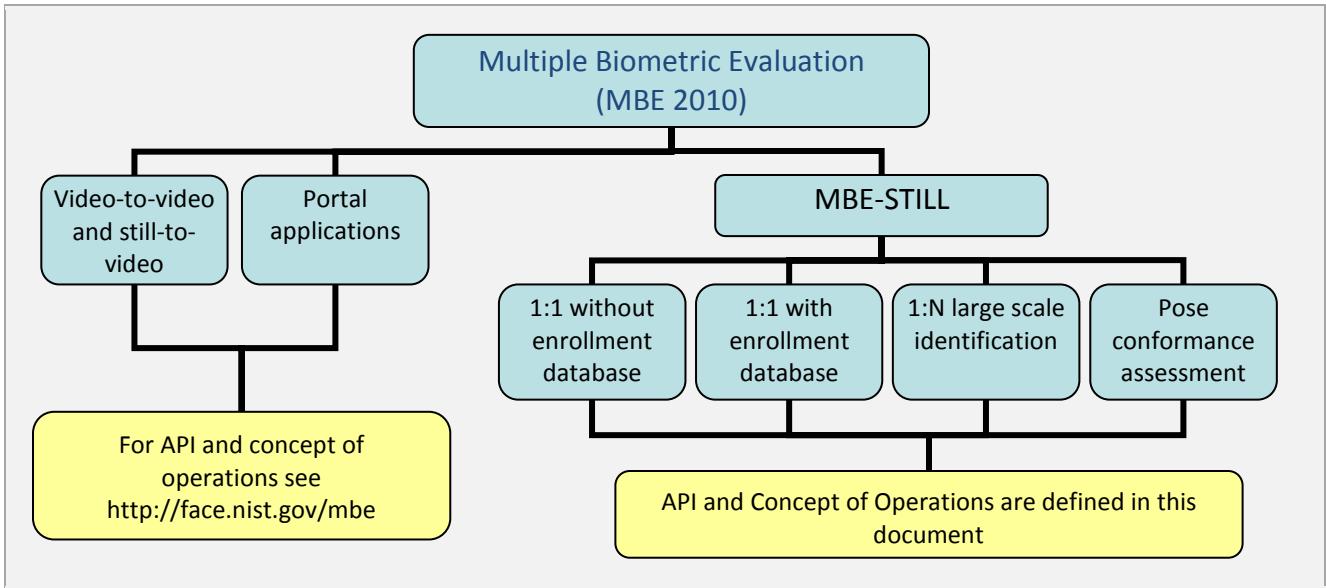 Multiple Biometric Evaluation
(MBE 2010)
Video-to-video
and still-to-
video
Portal
applications
MBE-STILL
1:1 without
enrollment
database
1:1 with
enrollment
database
1:N large scale
identification
Pose
conformance
assessment
For API and concept of
operations see
http://face.nist.gov/mbe
API and Concept of Operations are defined in this
document